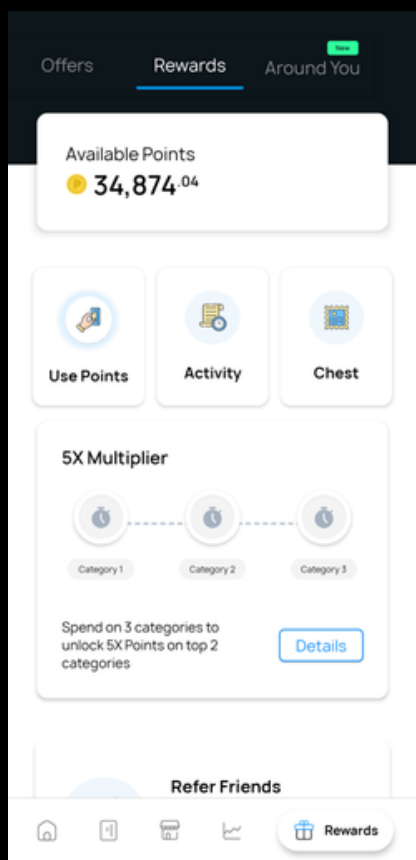 New
Offers
Rewards
Around You
Available Points
P 34,874.04
Use Points
Activity
Chest
5X Multiplier
Category 1
Category 2
Category 3
Spend on 3 categories to
unlock 5X Points on top 2
categories
Details
Refer Friends
Rewards